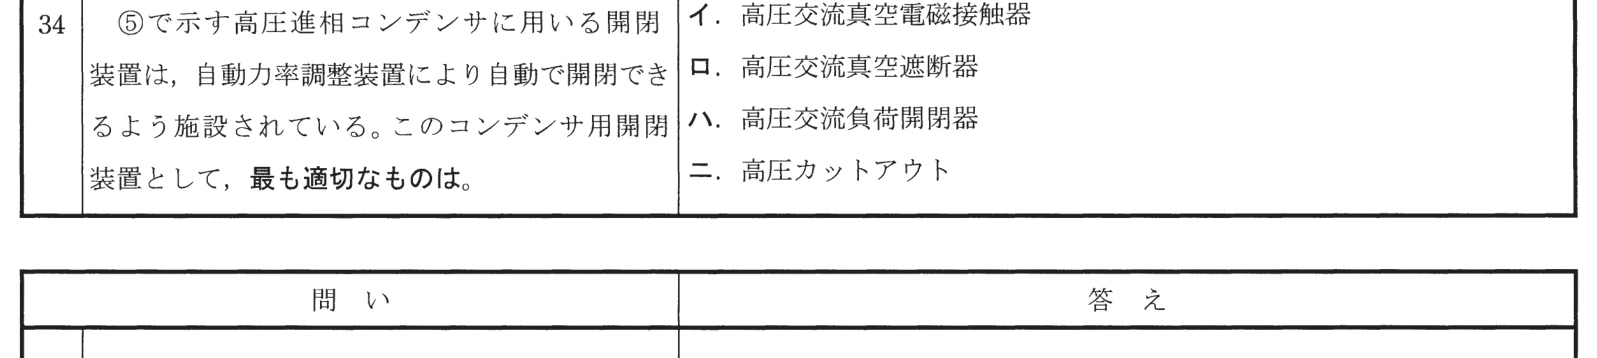 34
⑤で示す高圧進相コンデンサに用いる開閉
装置は，自動力率調整装置により自動で開閉でき
るよう施設されている。このコンデンサ用開閉
装置として，最も適切なものは。
イ．高圧交流真空電磁接触器
ロ．高圧交流真空遮断器
ハ．高圧交流負荷開閉器
ニ．高圧カットアウト
問　い
答　え